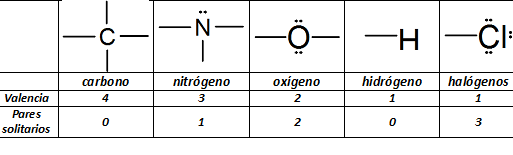 C N O H Cl
carbono nitrógeno oxígeno hidrógeno halógenos
Valencia 4 3 2 1 1
Pares solitarios 0 1 2 0 3